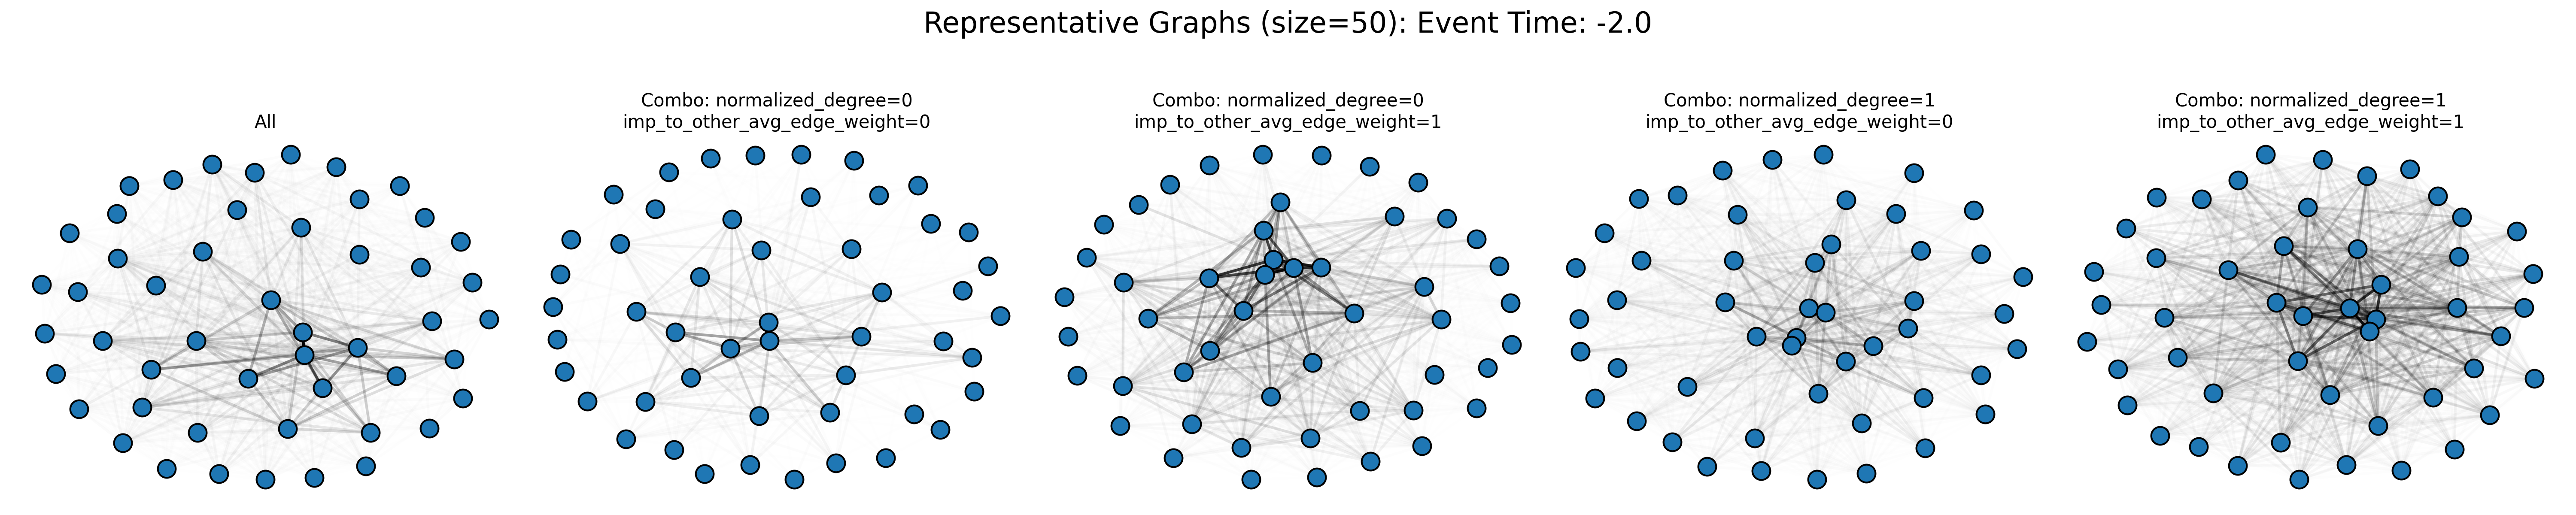 Representative Graphs (size=50): Event Time: -2.0
All
Combo: normalized_degree=0
imp_to_other_avg_edge_weight=0
Combo: normalized_degree=0
imp_to_other_avg_edge_weight=1
Combo: normalized_degree=1
imp_to_other_avg_edge_weight=0
Combo: normalized_degree=1
imp_to_other_avg_edge_weight=1